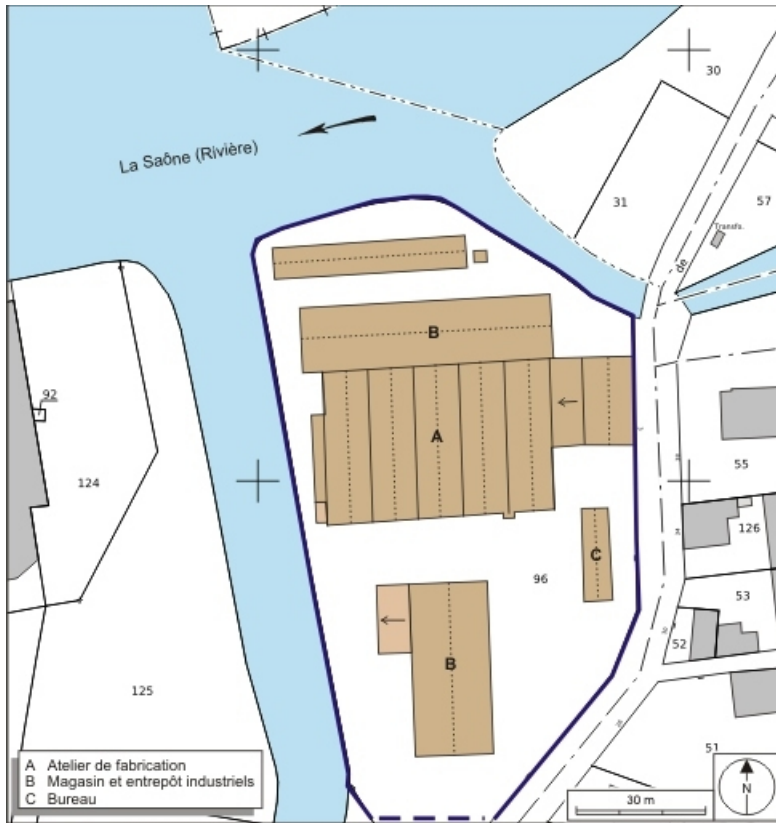 30
La Saône (Rivière)
31
57
Transfo.
de
B
92
A
124
55
126
C
96
53
52
B
125
51
A Atelier de fabrication
B Magasin et entrepôt industriels
C Bureau
30 m
N